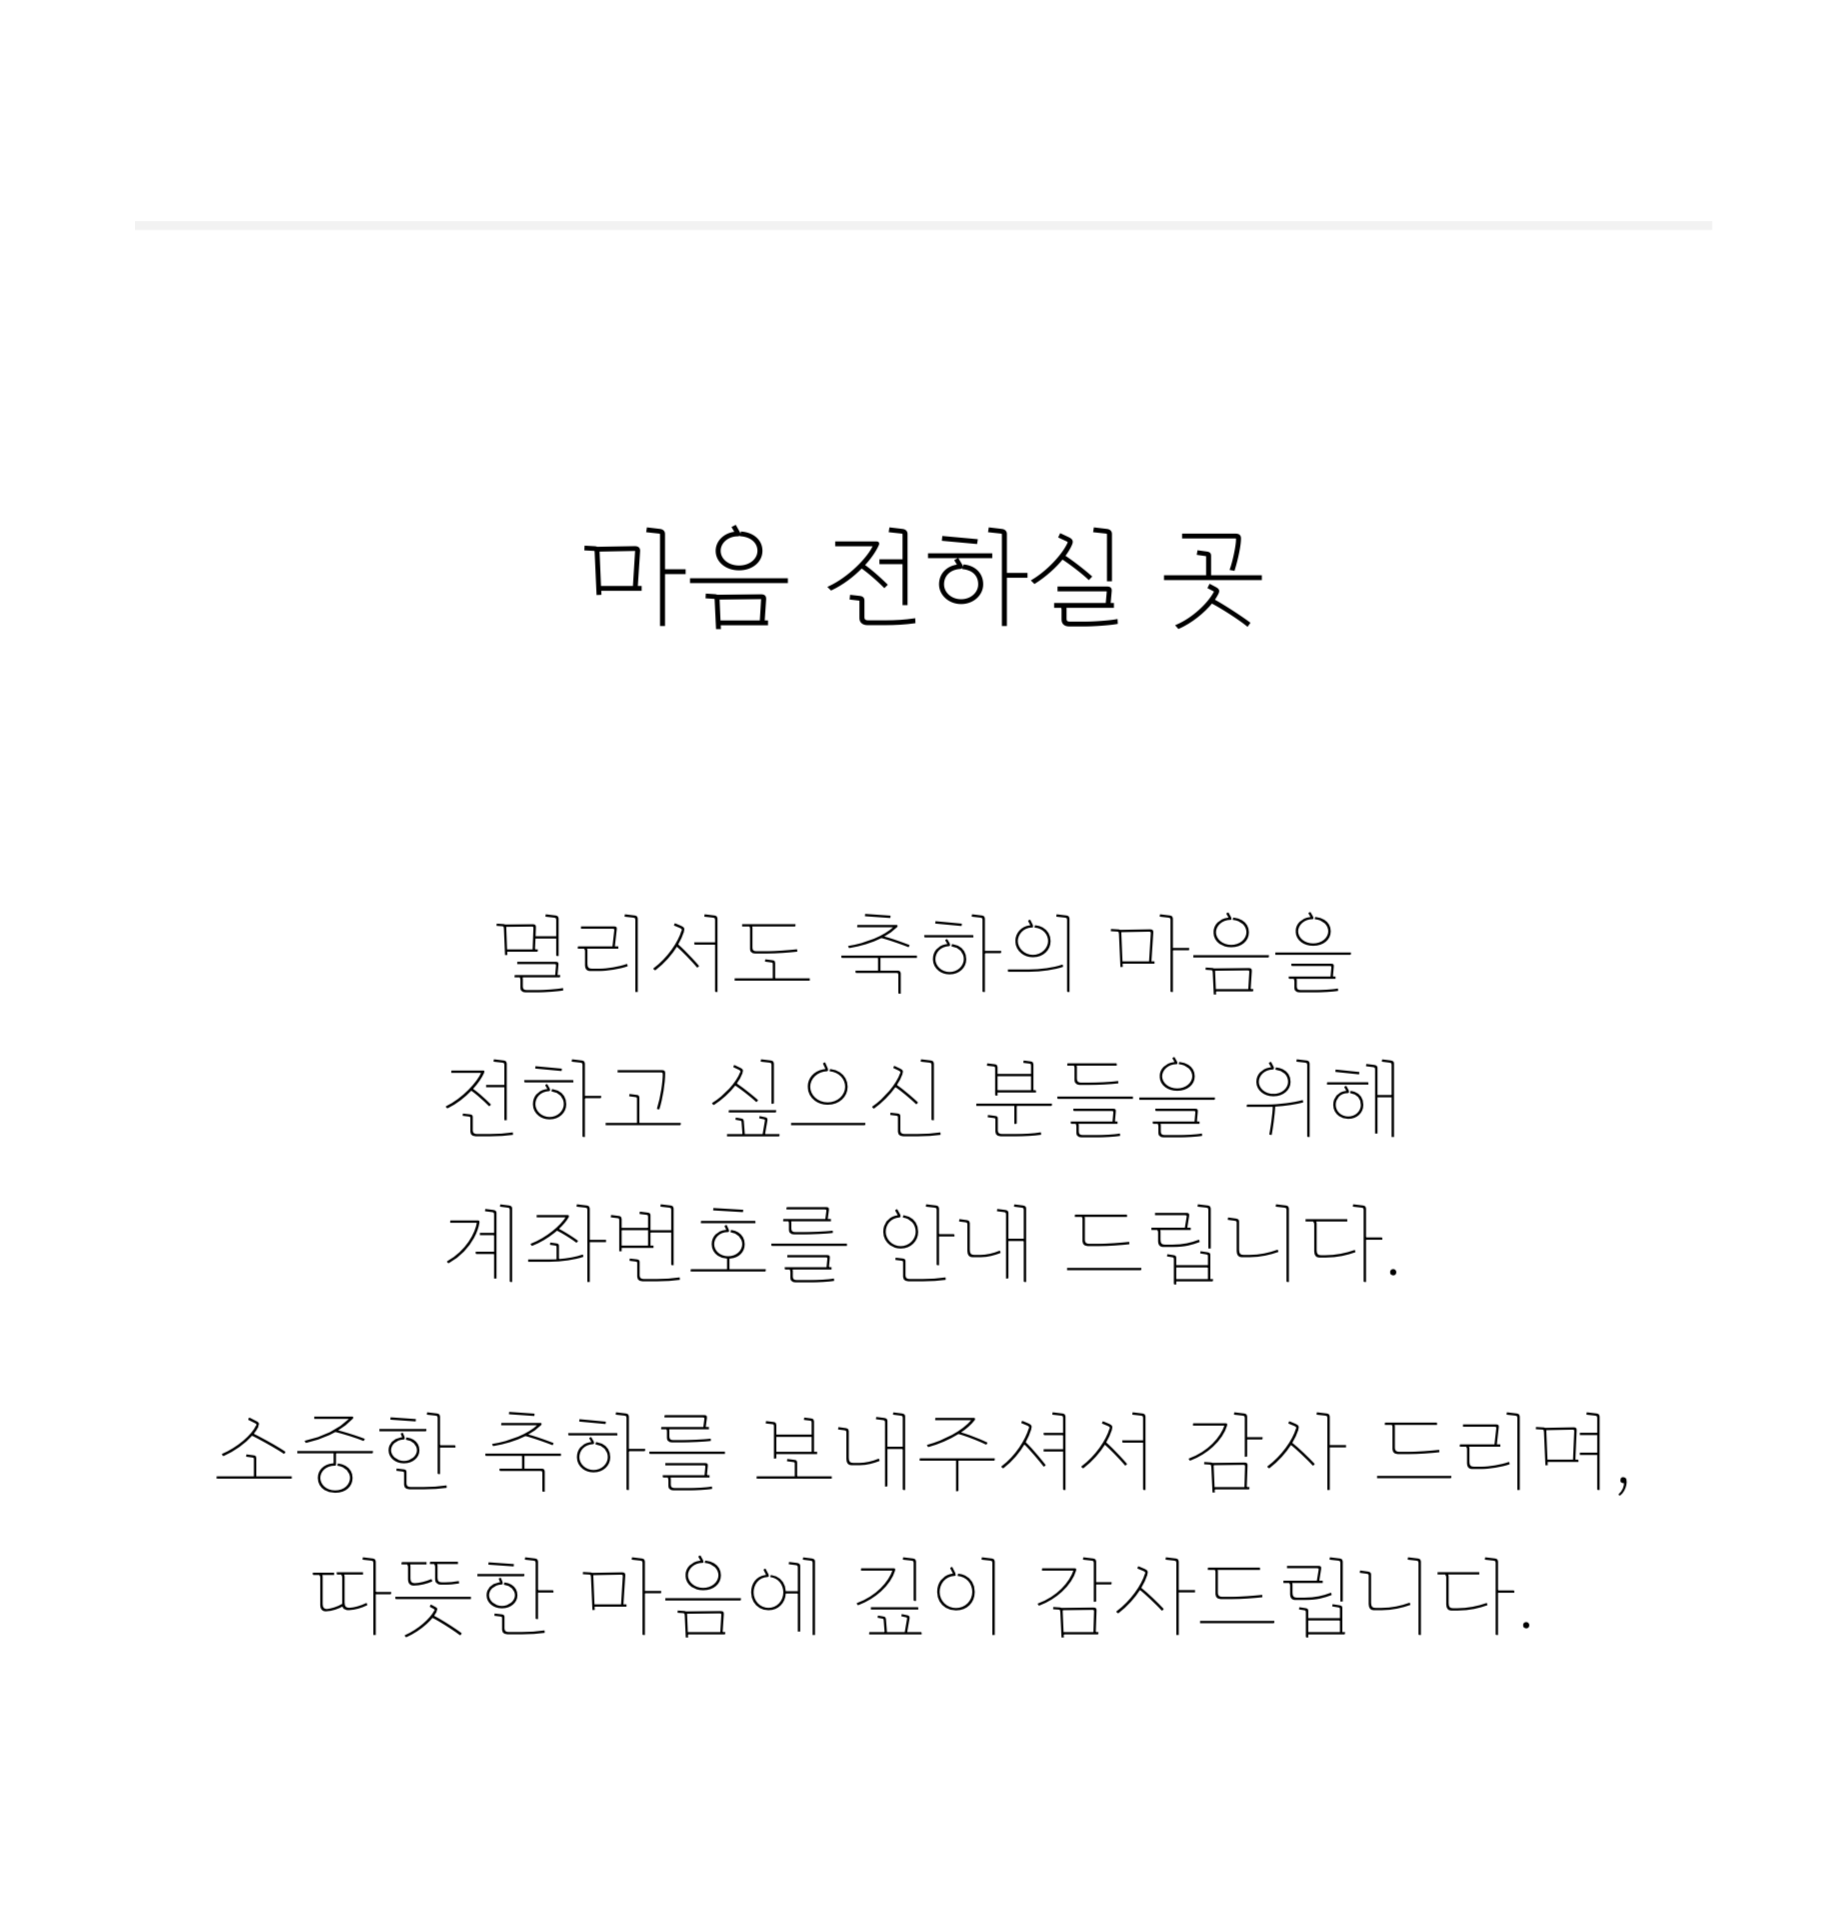 마음 전하실 곳
멀리서도 축하의 마음을
전하고 싶으신 분들을 위해
계좌번호를 안내 드립니다.
소중한 축하를 보내주셔서 감사 드리며,
따뜻한 마음에 깊이 감사드립니다.